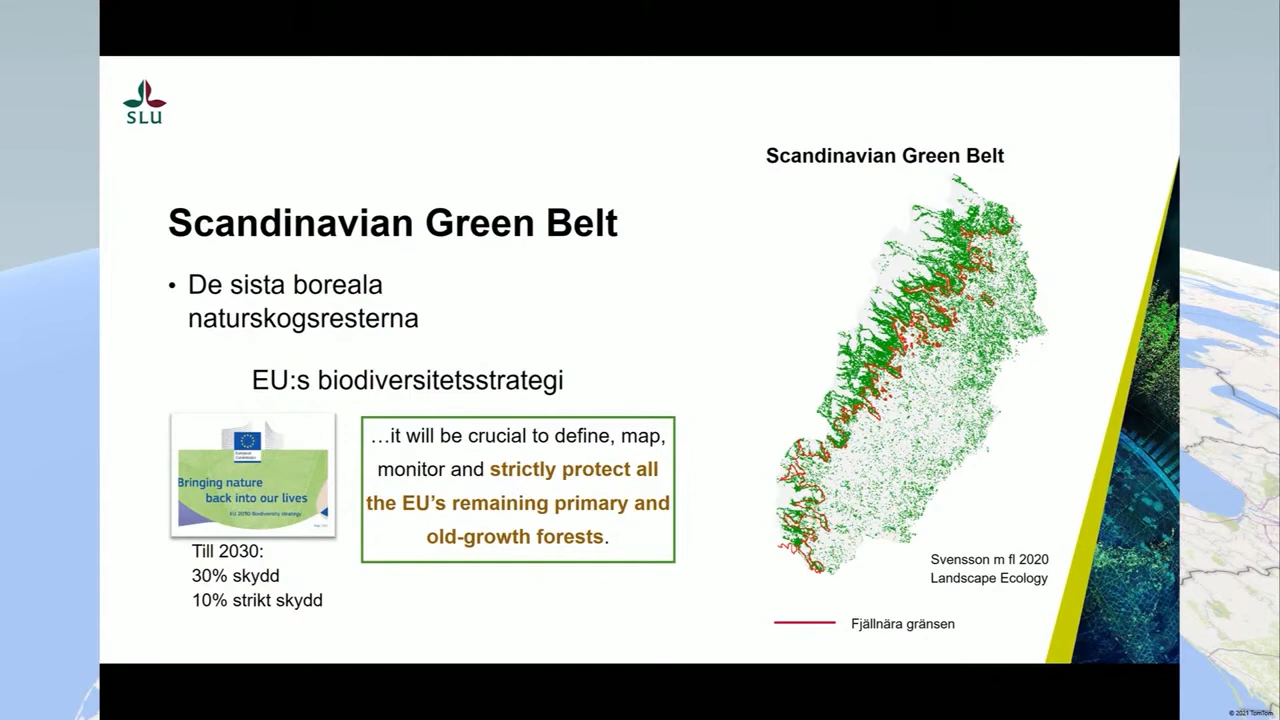 SLU
Scandinavian Green Belt
Scandinavian Green Belt
• De sista boreala
naturskogsresterna
EU:s biodiversitetsstrategi
European
Commission
Bringing nature
back into our lives
EU 2030 Biodiversity strategy
…it will be crucial to define, map,
monitor and strictly protect all
the EU's remaining primary and
old-growth forests.
Till 2030:
30% skydd
10% strikt skydd
Svensson m fl 2020
Landscape Ecology
Fjällnära gränsen
© 2021 TomTom